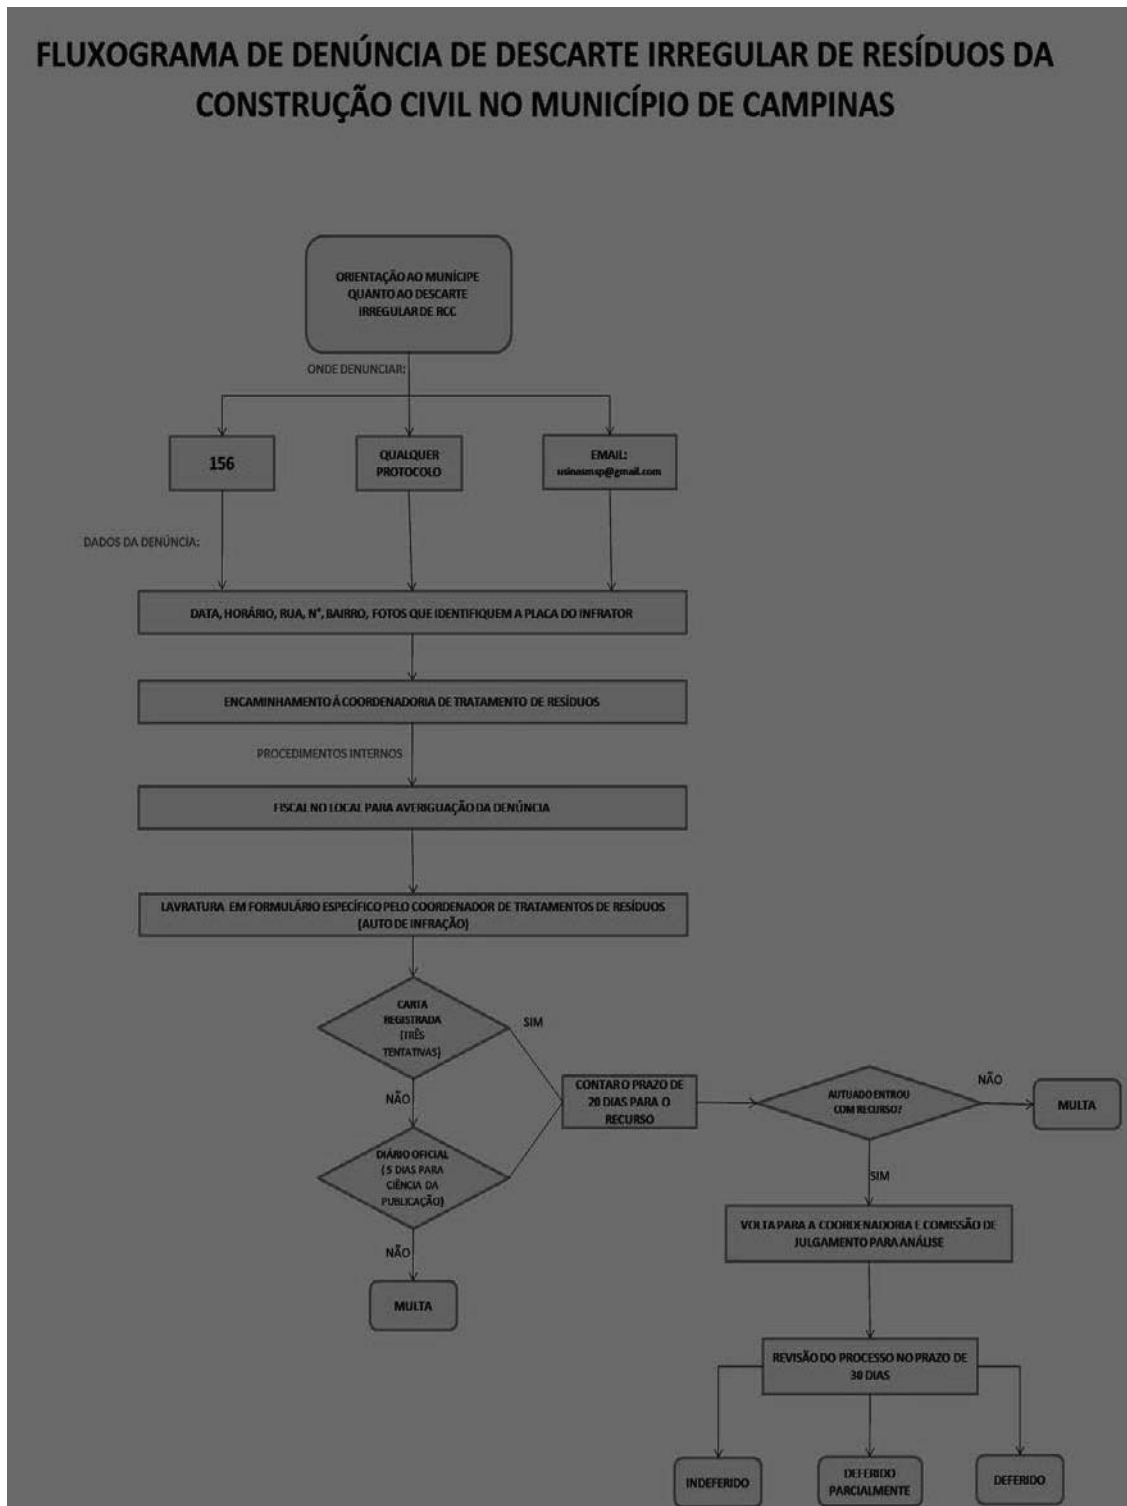 FLUXOGRAMA DE DENÚNCIA DE DESCARTE IRREGULAR DE RESÍDUOS DA
CONSTRUÇÃO CIVIL NO MUNICÍPIO DE CAMPINAS
ORIENTAÇÃO AO MUNÍCIPE
QUANTO AO DESCARTE
IRREGULAR DE RCC
ONDE DENUNCIAR:
156
QUALQUER
PROTOCOLO
EMAIL:
usinasmsp@gmail.com
DADOS DA DENÚNCIA:
DATA, HORÁRIO, RUA, N°, BAIRRO, FOTOS QUE IDENTIFIQUEM A PLACA DO INFRATOR
ENCAMINHAMENTO À COORDENADORIA DE TRATAMENTO DE RESÍDUOS
PROCEDIMENTOS INTERNOS
FISCAL NO LOCAL PARA AVERIGUAÇÃO DA DENÚNCIA
LAVRATURA EM FORMULÁRIO ESPECÍFICO PELO COORDENADOR DE TRATAMENTOS DE RESÍDUOS
(AUTO DE INFRAÇÃO)
CARTA
REGISTRADA
(TRÊS
TENTATIVAS)
SIM
NÃO
CONTAR O PRAZO DE
20 DIAS PARA O
RECURSO
AUTUADO ENTROU
COM RECURSO?
NÃO
MULTA
DIÁRIO OFICIAL
( 5 DIAS PARA
CIÊNCIA DA
PUBLICAÇÃO)
SIM
NÃO
MULTA
VOLTA PARA A COORDENADORIA E COMISSÃO DE
JULGAMENTO PARA ANÁLISE
REVISÃO DO PROCESSO NO PRAZO DE
30 DIAS
INDEFERIDO
DEFERIDO
PARCIALMENTE
DEFERIDO